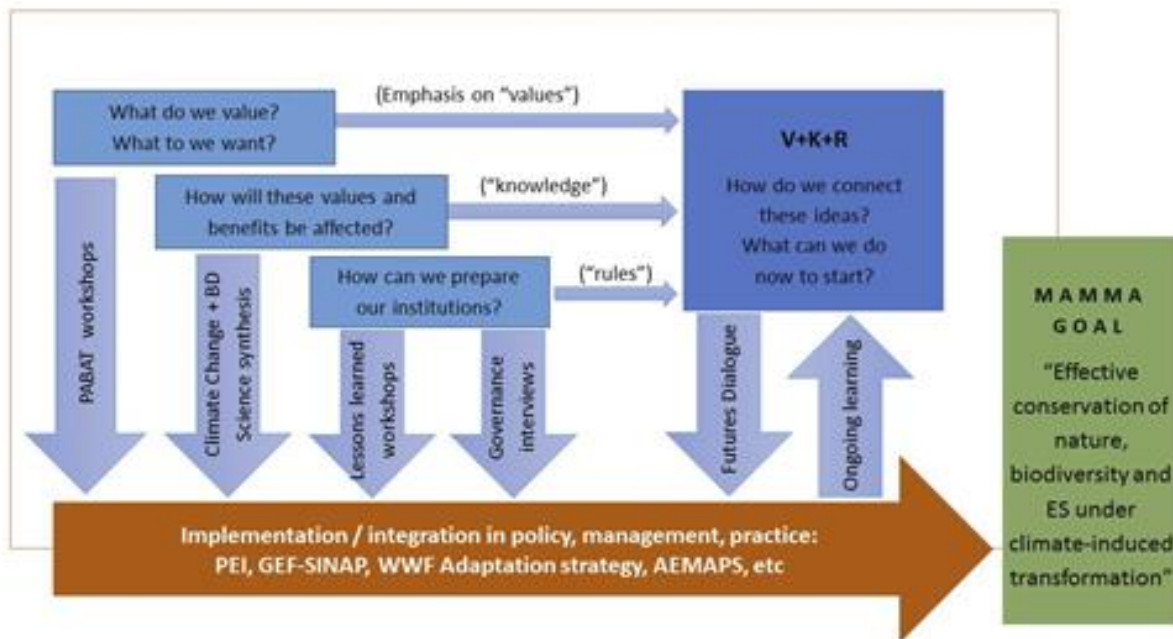 What do we value?
What to we want?
(Emphasis on "values")
How will these values and
benefits be affected?
("knowledge")
How can we prepare
our institutions?
("rules")
V+K+R
How do we connect
these ideas?
What can we do
now to start?
PABAT workshops
Climate Change + BD
Science synthesis
Lessons learned
workshops
Governance
interviews
Futures Dialogue
Ongoing learning
Implementation / integration in policy, management, practice:
PEI, GEF-SINAP, WWF Adaptation strategy, AEMAPS, etc
MAMMA
GOAL
"Effective
conservation of
nature,
biodiversity and
ES under
climate-induced
transformation"